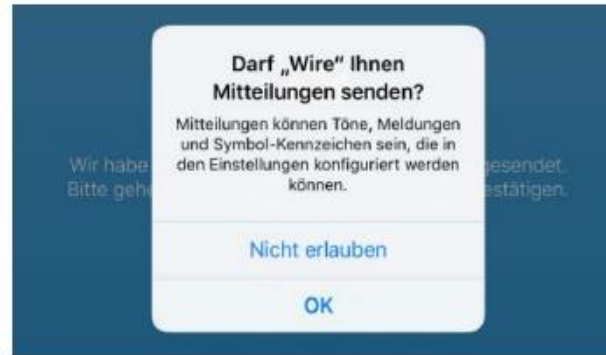 Darf „Wire“ Ihnen
Mitteilungen senden?
Mitteilungen können Töne, Meldungen
und Symbol-Kennzeichen sein, die in
den Einstellungen konfiguriert werden
können.
Wir habe
gesendet.
Bitte gehe
estätigen.
Nicht erlauben
OK